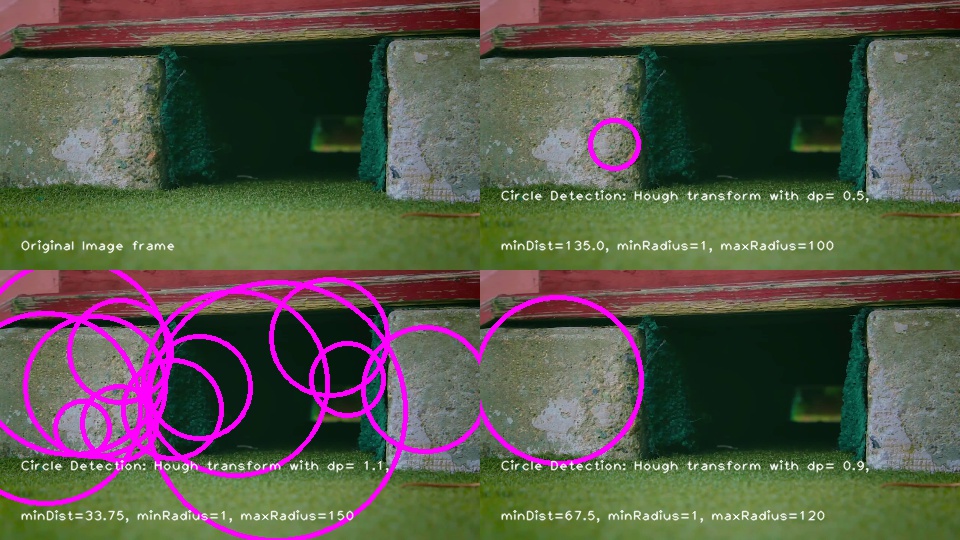 Original Image frame
Circle Detection: Hough transform with dp= 0.5,
minDist=135.0, minRadius=1, maxRadius=100
Circle Detection: Hough transform with dp= 1.1,
minDist=33.75, minRadius=1, maxRadius=150
Circle Detection: Hough transform with dp= 0.9,
minDist=67.5, minRadius=1, maxRadius=120